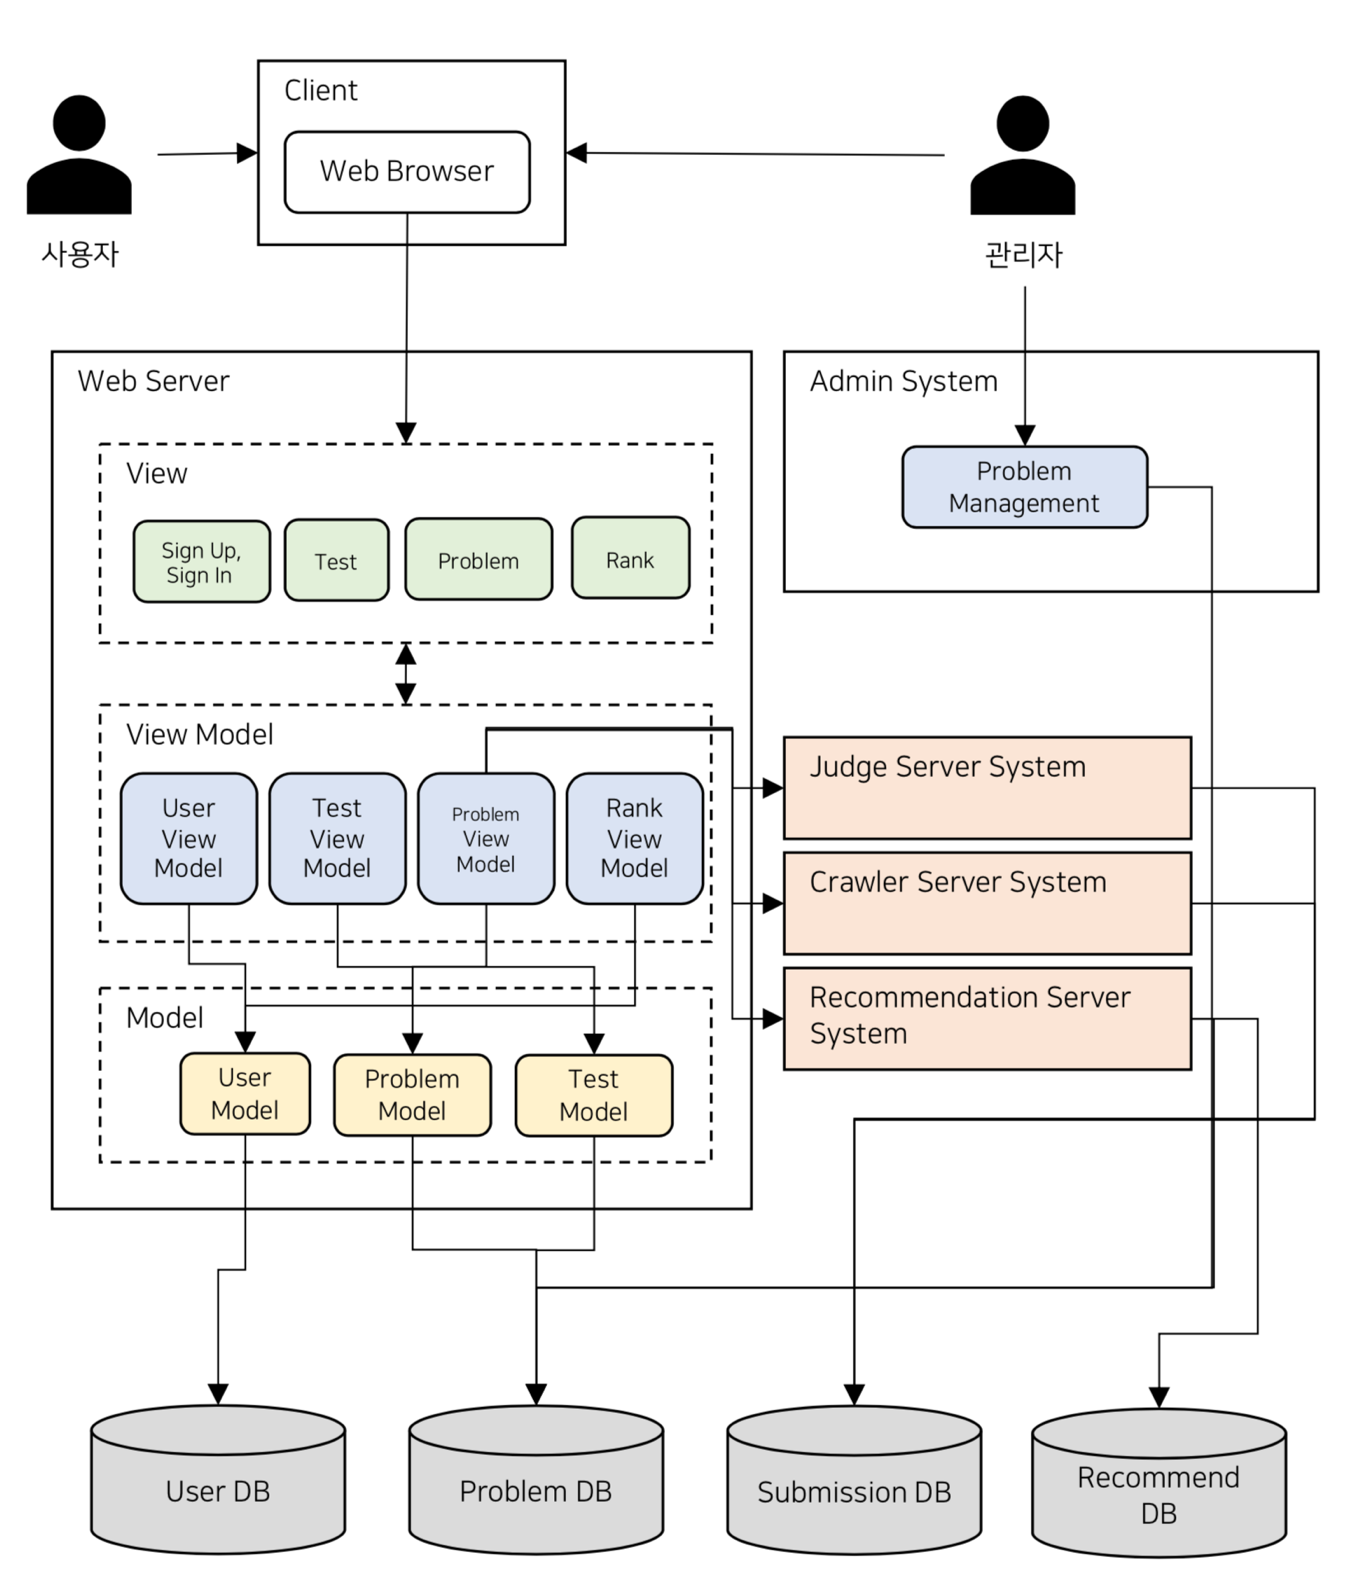 Client
Web Browser
사용자
관리자
Web Server
View
Sign Up,
Sign In
Test
Problem
Rank
Admin System
Problem
Management
View Model
User
View
Model
Test
View
Model
Problem
View
Model
Rank
View
Model
Judge Server System
Crawler Server System
Recommendation Server
System
Model
User
Model
Problem
Model
Test
Model
User DB
Problem DB
Submission DB
Recommend
DB